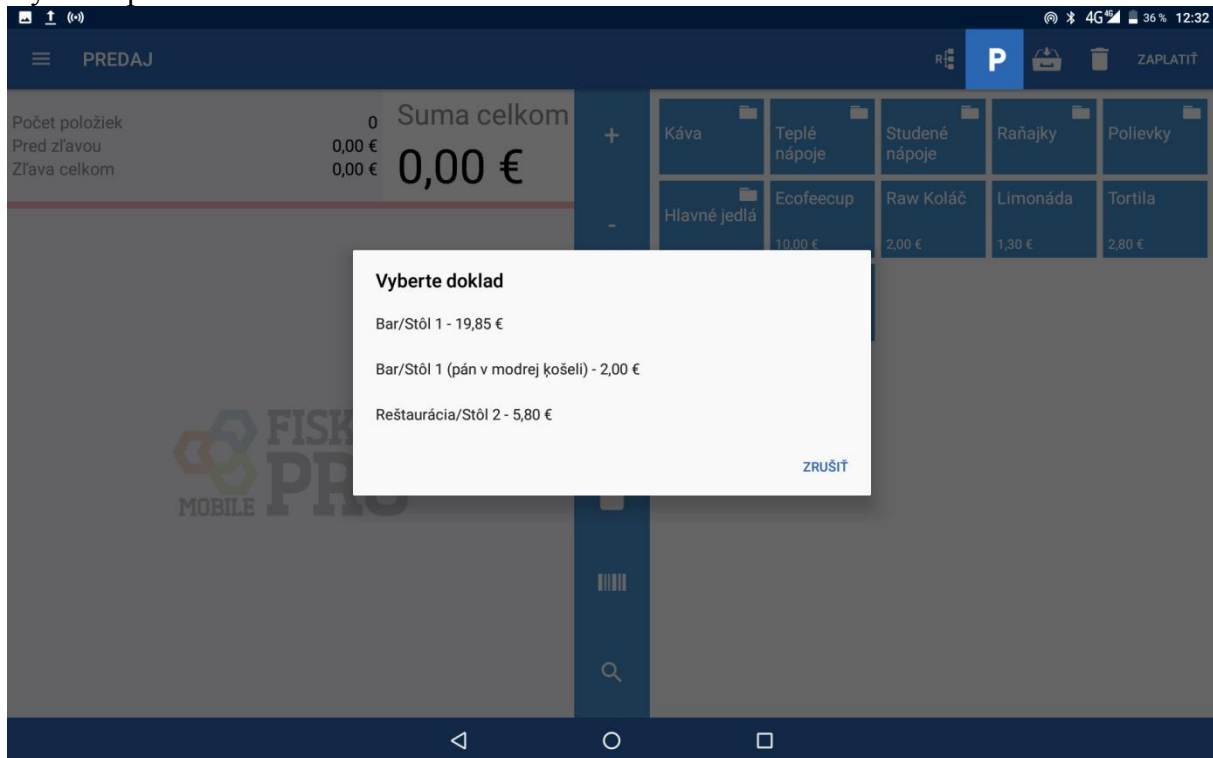 4G 4G 36 % 12:32
PREDAJ
R
P
ZAPLATIŤ
Počet položiek 0
Pred zľavou 0,00 €
Zľava celkom 0,00 €
Suma celkom
0,00 €
+
-
Káva
Teplé
nápoje
Studené
nápoje
Raňajky
Polievky
Hlavné jedlá
Ecofeecup
10,00 €
Raw Koláč
2,00 €
Limonáda
1,30 €
Tortila
2,80 €
Vyberte doklad
Bar/Stôl 1 - 19,85 €
Bar/Stôl 1 (pán v modrej ķošeli) - 2,00 €
Reštaurácia/Stôl 2 - 5,80 €
ZRUŠIŤ
MOBILE